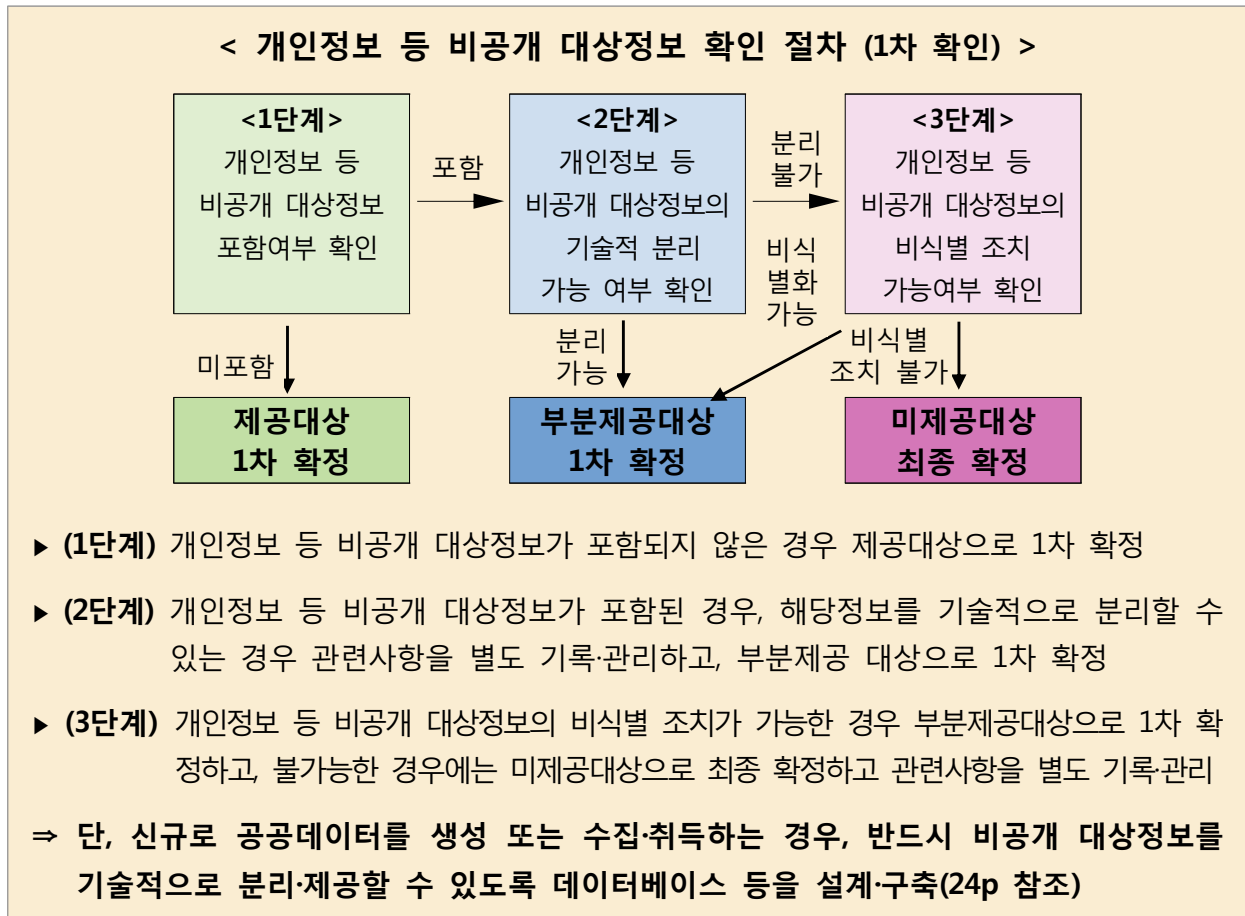 < 개인정보 등 비공개 대상정보 확인 절차 (1차 확인) >
<1단계>
개인정보 등
비공개 대상정보
포함여부 확인
포함
<2단계>
개인정보 등
비공개 대상정보의
기술적 분리
가능 여부 확인
분리
불가
<3단계>
개인정보 등
비공개 대상정보의
비식별 조치
가능여부 확인
비식
별화
가능
미포함
분리
가능
비식별
조치 불가
제공대상
1차 확정
부분제공대상
1차 확정
미제공대상
최종 확정
▶ (1단계) 개인정보 등 비공개 대상정보가 포함되지 않은 경우 제공대상으로 1차 확정
▶ (2단계) 개인정보 등 비공개 대상정보가 포함된 경우, 해당정보를 기술적으로 분리할 수
있는 경우 관련사항을 별도 기록·관리하고, 부분제공 대상으로 1차 확정
▶ (3단계) 개인정보 등 비공개 대상정보의 비식별 조치가 가능한 경우 부분제공대상으로 1차 확
정하고, 불가능한 경우에는 미제공대상으로 최종 확정하고 관련사항을 별도 기록·관리
⇒ 단, 신규로 공공데이터를 생성 또는 수집·취득하는 경우, 반드시 비공개 대상정보를
기술적으로 분리·제공할 수 있도록 데이터베이스 등을 설계·구축(24p 참조)